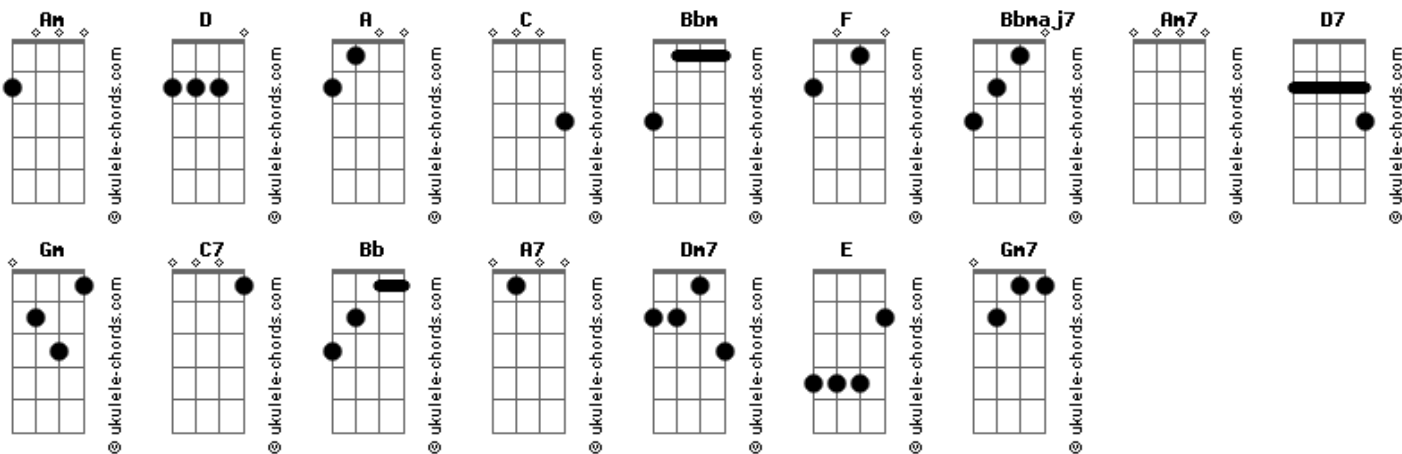 Am D A C Bbm F Bbmaj7 Am7 D7
© ukulele-chords.com © ukulele-chords.com © ukulele-chords.com © ukulele-chords.com © ukulele-chords.com © ukulele-chords.com © ukulele-chords.com © ukulele-chords.com © ukulele-chords.com
Gm C7 Bb A7 Dm7 E Gm7
© ukulele-chords.com © ukulele-chords.com © ukulele-chords.com © ukulele-chords.com © ukulele-chords.com © ukulele-chords.com © ukulele-chords.com